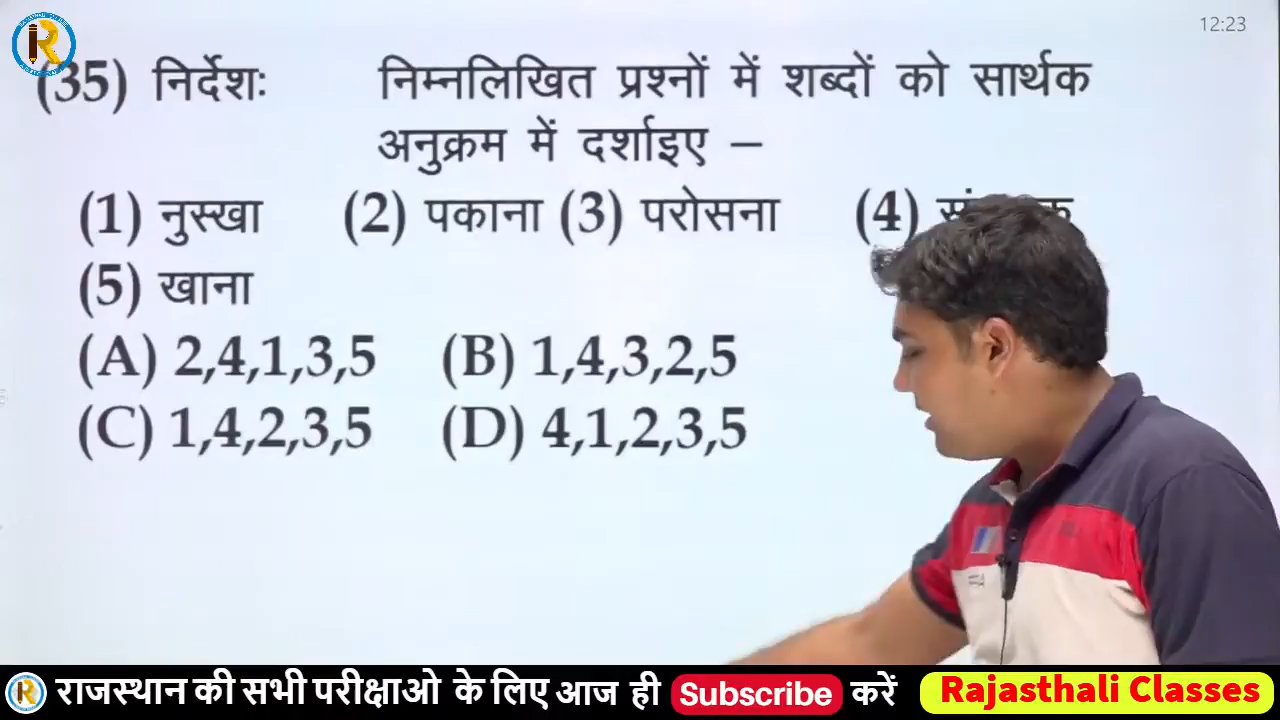 12:23
(35) निर्देशः निम्नलिखित प्रश्नों में शब्दों को सार्थक
अनुक्रम में दर्शाइए –
(1) नुस्खा (2) पकाना (3) परोसना (4)
(5) खाना
(A) 2,4,1,3,5 (B) 1,4,3,2,5
(C) 1,4,2,3,5 (D) 4,1,2,3,5
राजस्थान की सभी परीक्षाओ के लिए आज ही Subscribe करें Rajasthali Classes